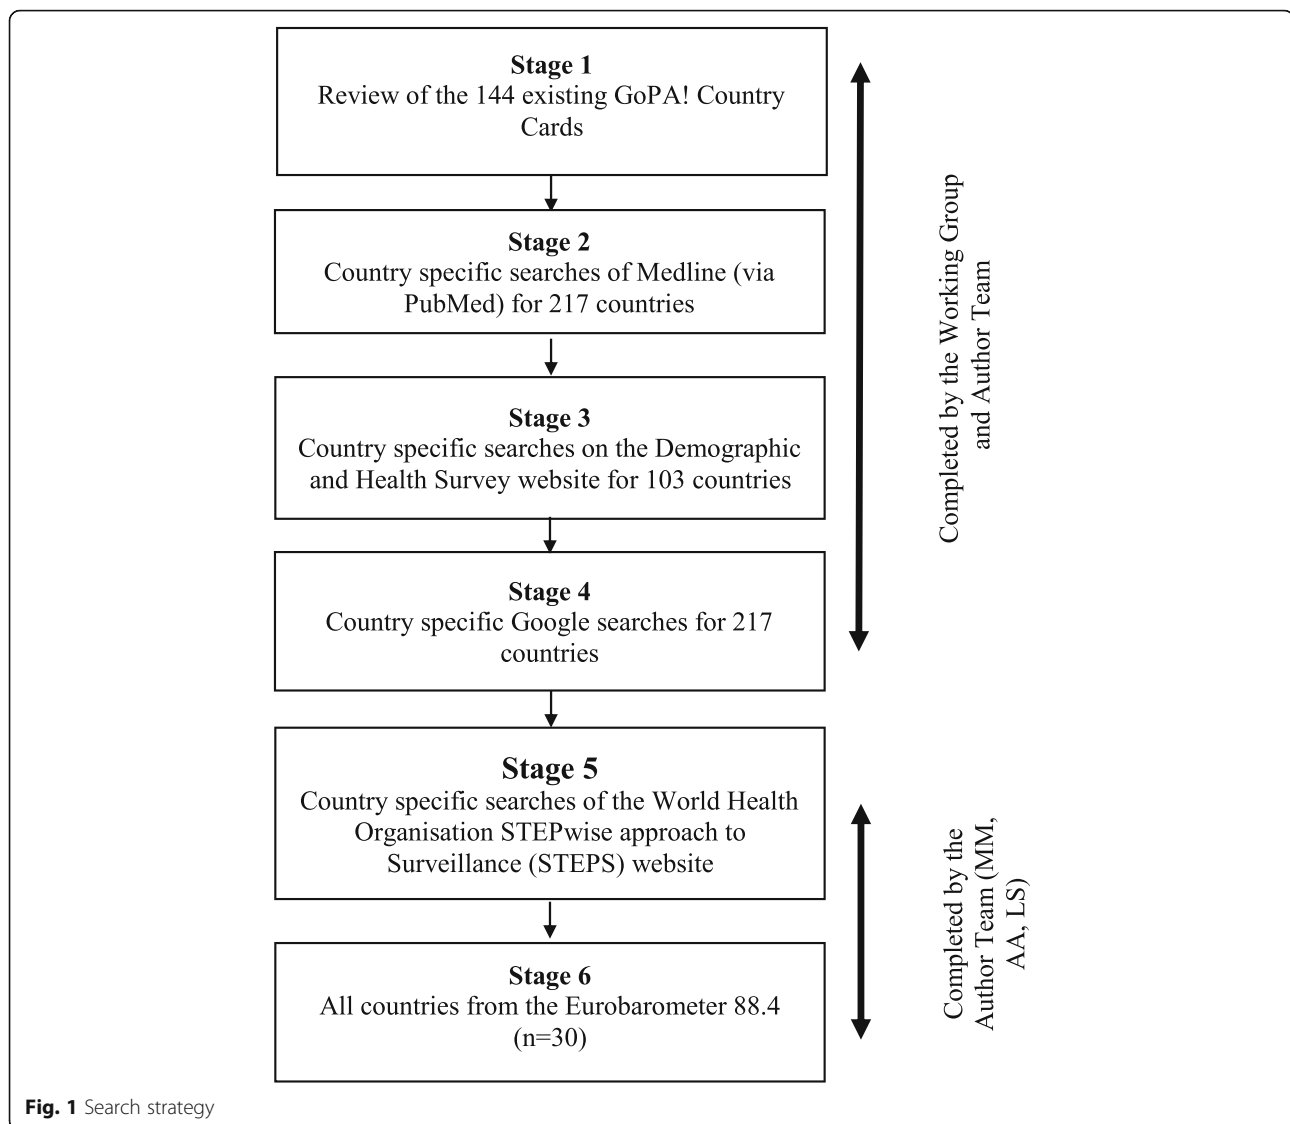 Stage 1
Review of the 144 existing GoPA! Country
Cards
Stage 2
Country specific searches of Medline (via
PubMed) for 217 countries
Stage 3
Country specific searches on the Demographic
and Health Survey website for 103 countries
Stage 4
Country specific Google searches for 217
countries
Completed by the Working Group
and Author Team
Stage 5
Country specific searches of the World Health
Organisation STEPwise approach to
Surveillance (STEPS) website
Stage 6
All countries from the Eurobarometer 88.4
(n=30)
Completed by the
Author Team (MM,
AA, LS)
Fig. 1 Search strategy